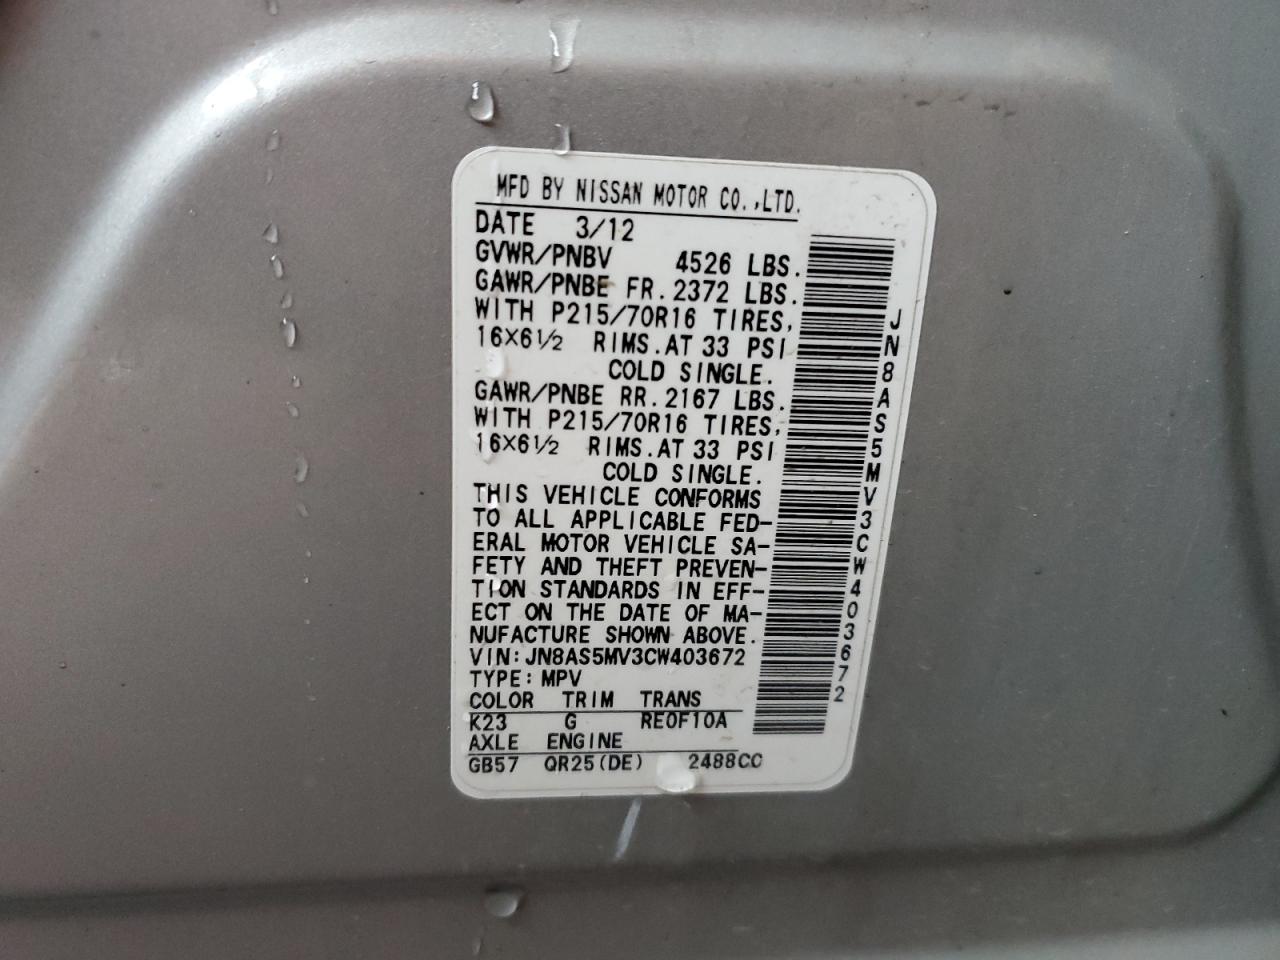 MFD BY NISSAN MOTOR CO.,LTD.
DATE 3/12
GVWR/PNBV 4526 LBS.
GAWR/PNBE FR.2372 LBS.
WITH P215/70R16 TIRES,
16X6½ RIMS.AT 33 PSI
COLD SINGLE.
GAWR/PNBE RR.2167 LBS.
WITH P215/70R16 TIRES,
16X6½ RIMS.AT 33 PSI
COLD SINGLE.
THIS VEHICLE CONFORMS
TO ALL APPLICABLE FED-
ERAL MOTOR VEHICLE SA-
FETY AND THEFT PREVEN-
TION STANDARDS IN EFF-
ECT ON THE DATE OF MA-
NUFACTURE SHOWN ABOVE.
VIN:JN8AS5MV3CW403672
TYPE:MPV
COLOR TRIM TRANS
K23 G RE0F10A
AXLE ENGINE
GB57 QR25(DE) 2488CC
JN8AS5MV3CW403672